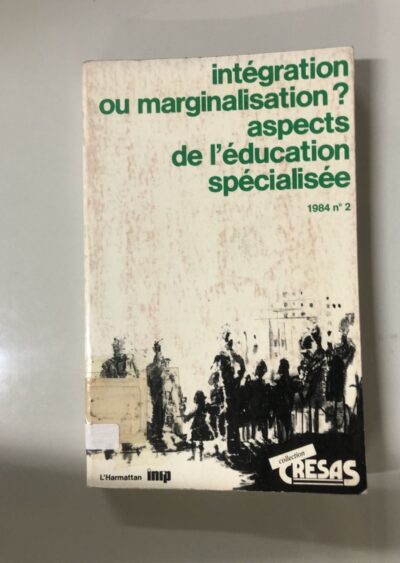 intégration
ou marginalisation?
aspects
de l'éducation
spécialisée
1984 n° 2
collection
CRESAS
L'Harmattan inrp